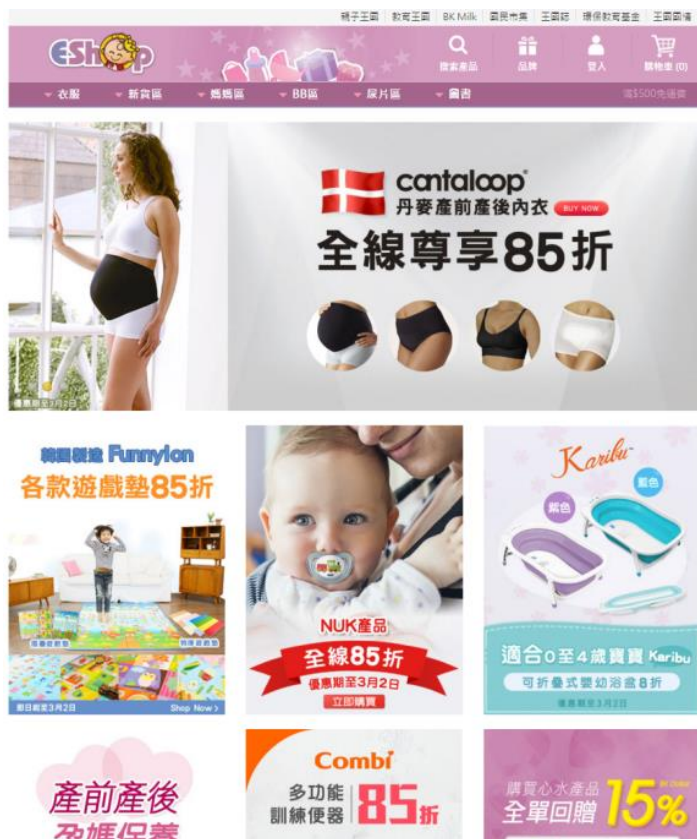 親子王國 教育王國 BK Milk 國民市集 王國誌 環保教育基金 王國國情
EShop
搜索產品 品牌 登入 購物車 (0)
衣服 新貨區 媽媽區 BB區 尿片區 圖書 滿$500免運費
cantaloop®
丹麥產前產後內衣 BUY NOW
全線尊享85折
優惠期至3月2日
韓國製造 Funnylon
各款遊戲墊85折
即日起至3月2日 Shop Now >
NUK產品
全線85折
優惠期至3月2日
立即購買
Karibu™
藍色
紫色
適合0至4歲寶寶 Karibu
可折疊式嬰幼浴盆8折
優惠期至3月2日
產前產後
孕媽保養
Combi
多功能
訓練便器 85折
購買心水產品
全單回贈 15%